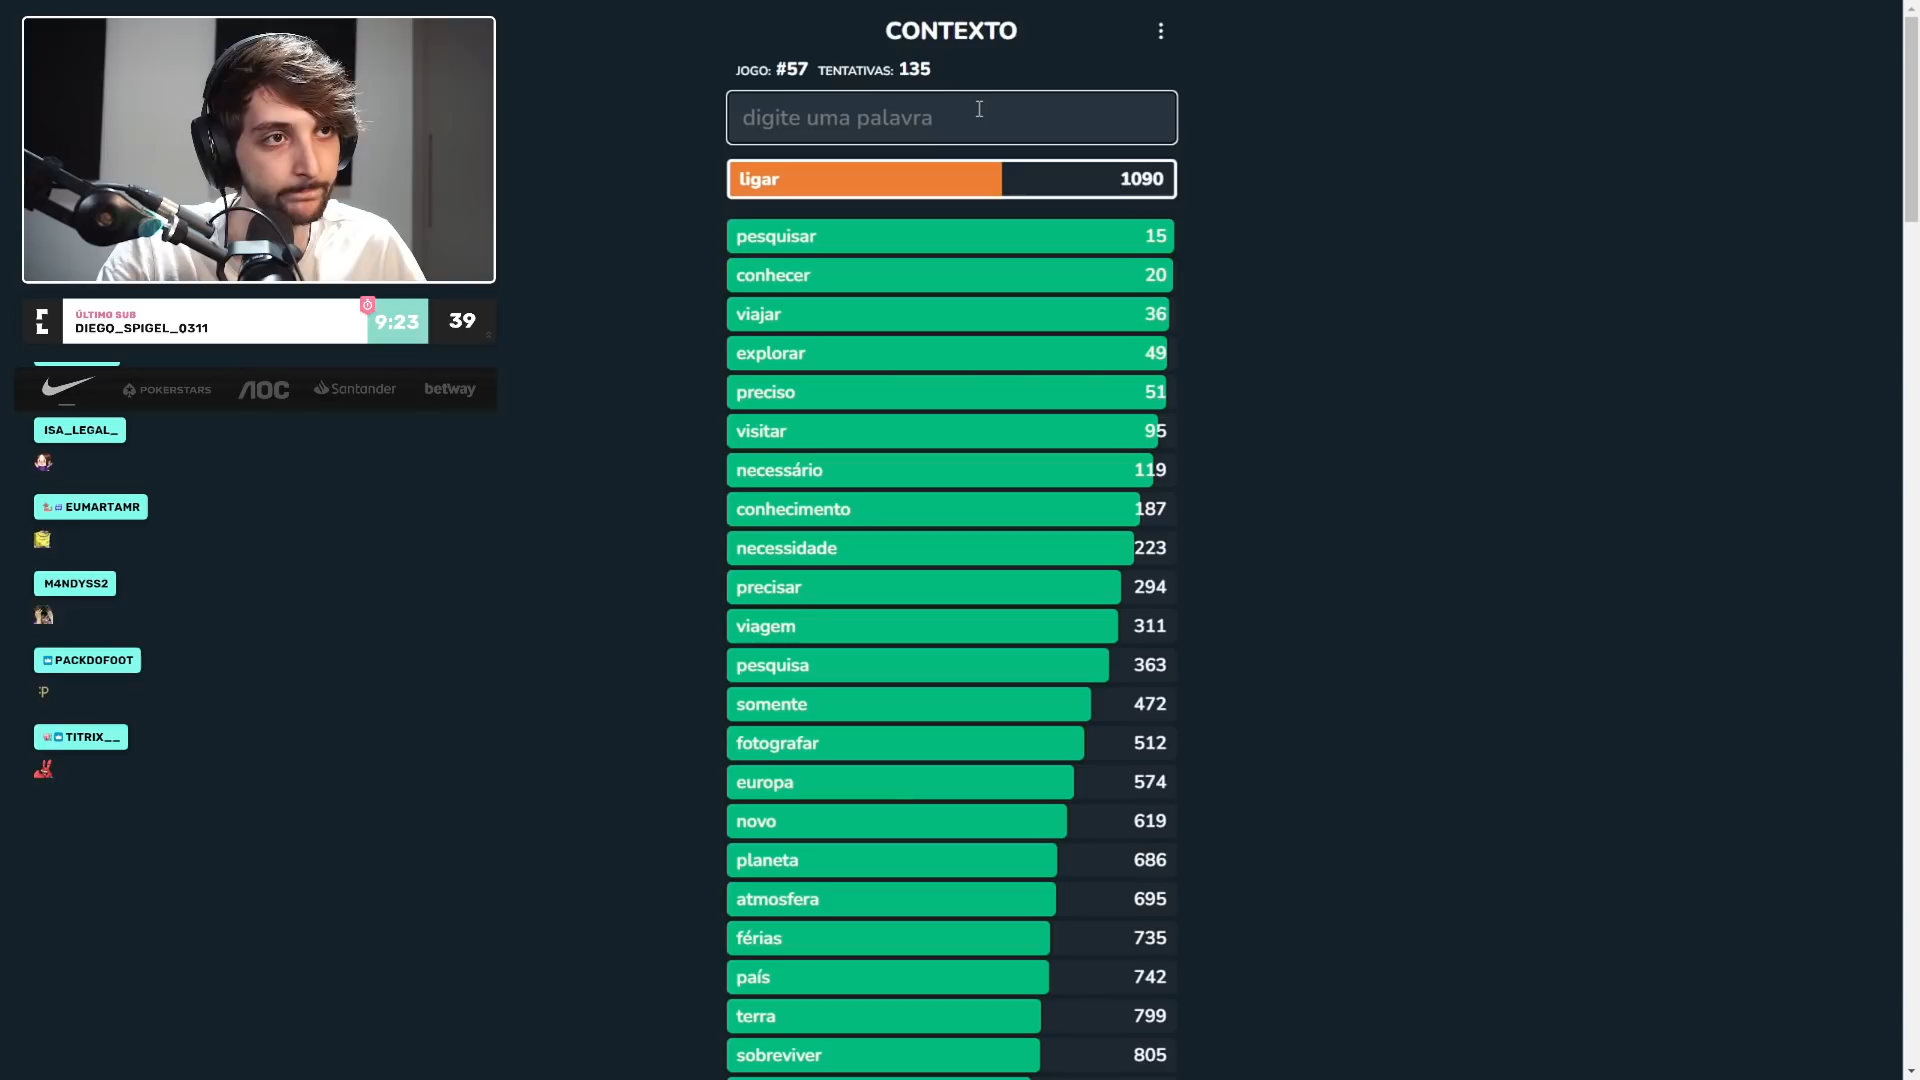 CONTEXTO
JOGO: #57 TENTATIVAS: 135
digite uma palavra
ligar 1090
pesquisar 15
conhecer 20
viajar 36
explorar 49
preciso 51
visitar 95
necessário 119
conhecimento 187
necessidade 223
precisar 294
viagem 311
pesquisa 363
somente 472
fotografar 512
europa 574
novo 619
planeta 686
atmosfera 695
férias 735
país 742
terra 799
sobreviver 805
ÚLTIMO SUB
DIEGO_SPIGEL_0311
9:23
39
POKERSTARS AOC Santander betway
ISA_LEGAL_
EUMARTAMR
M4NDYSS2
PACKDOFOOT
:P
TITRIX__